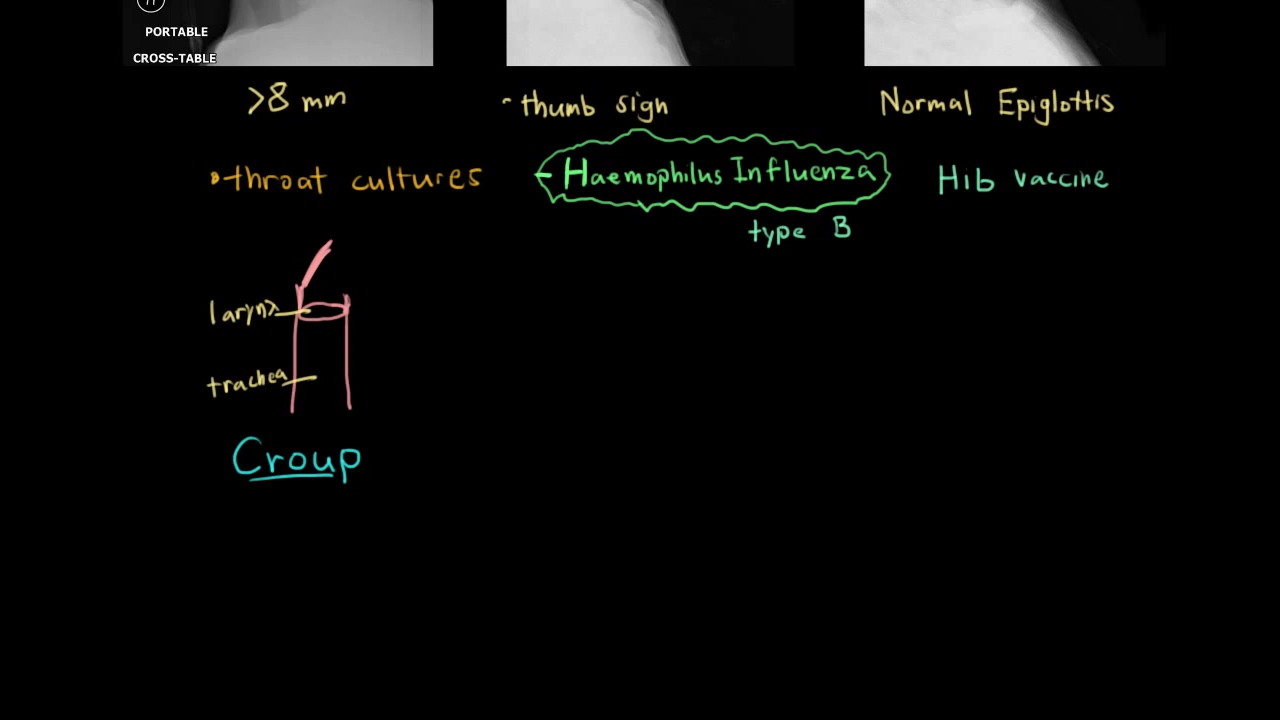 PORTABLE
CROSS-TABLE
>8 mm
- thumb sign
Normal Epiglottis
•throat cultures
- Haemophilus Influenza
Hib vaccine
type B
larynx
trachea
Croup